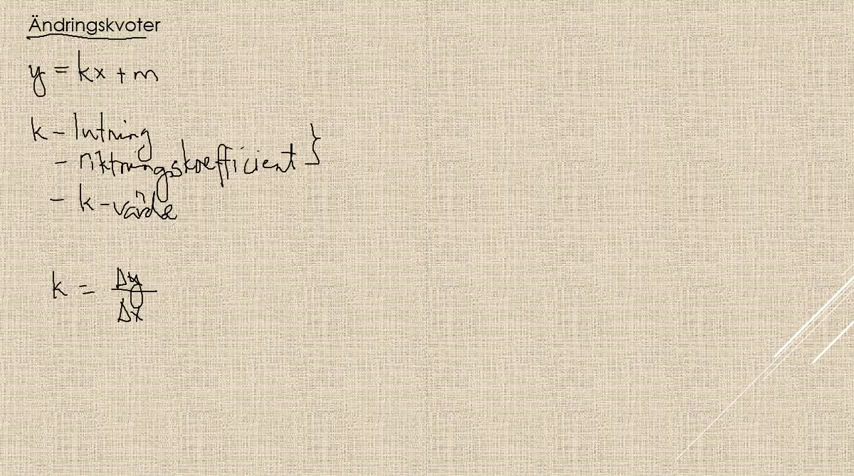 Ändringskvoter
y = kx + m
k - lutning
- riktningskoefficient }
- k-värde
k = Δy/Δx